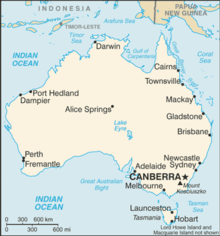 INDONESIA
PAPUA
NEW GUINEA
TIMOR-LESTE
Arafura Sea
Timor
Sea
INDIAN
OCEAN
Darwin
Gulf of
Carpentaria
Coral
Sea
Cairns
Townsville
Port Hedland
Dampier
Mackay
Alice Springs
Gladstone
Lake
Eyre
Brisbane
Perth
Fremantle
Newcastle
Sydney
Adelaide
CANBERRA
Great Australian
Bight
Melbourne
Mount
Kosciuszko
INDIAN
OCEAN
Launceston
Tasmania
Hobart
0 300 600 km
0 300 600 mi
Lord Howe Island and
Macquarie Island not shown